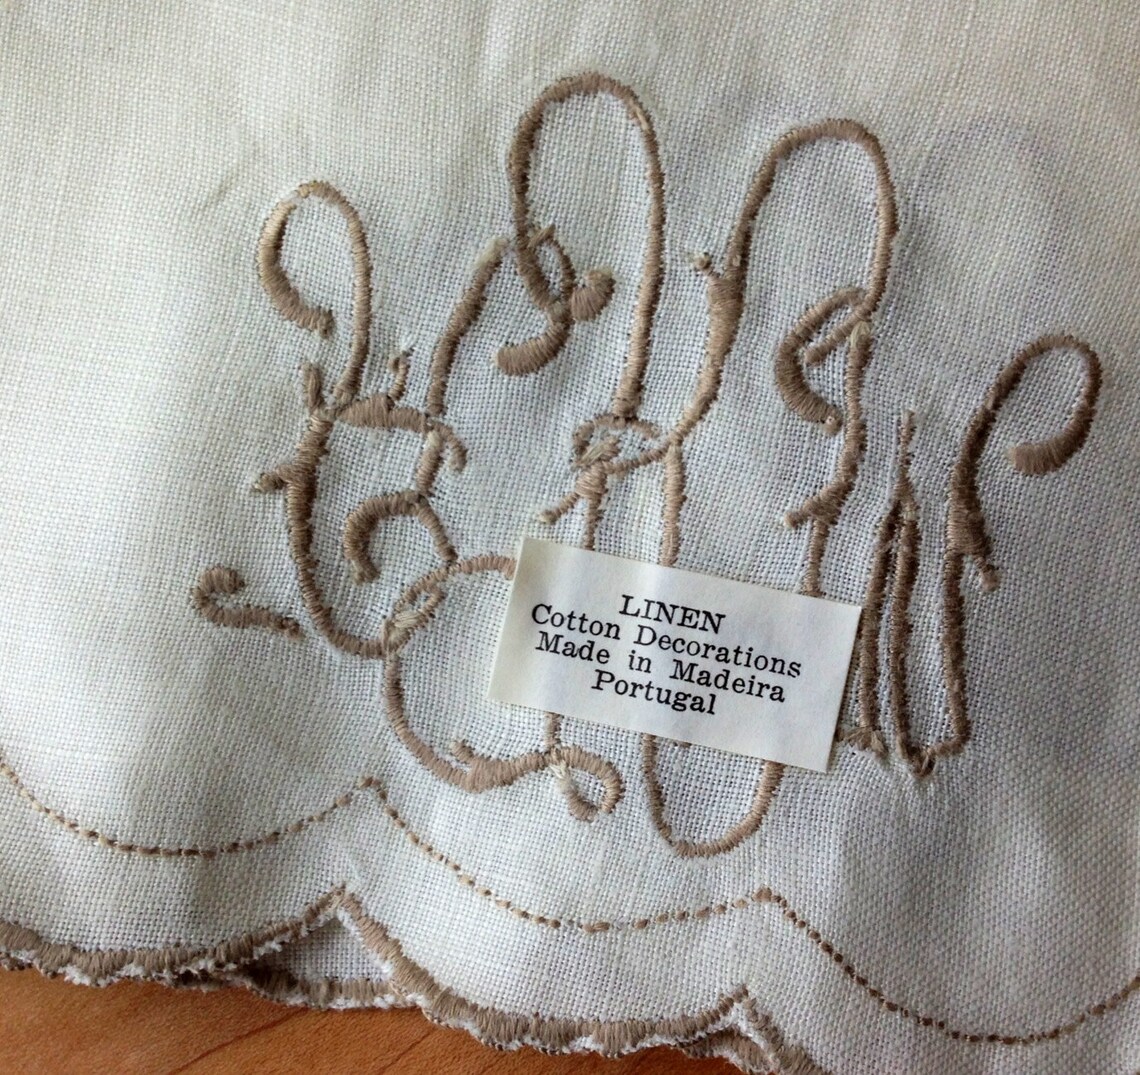 LINEN
Cotton Decorations
Made in Madeira
Portugal